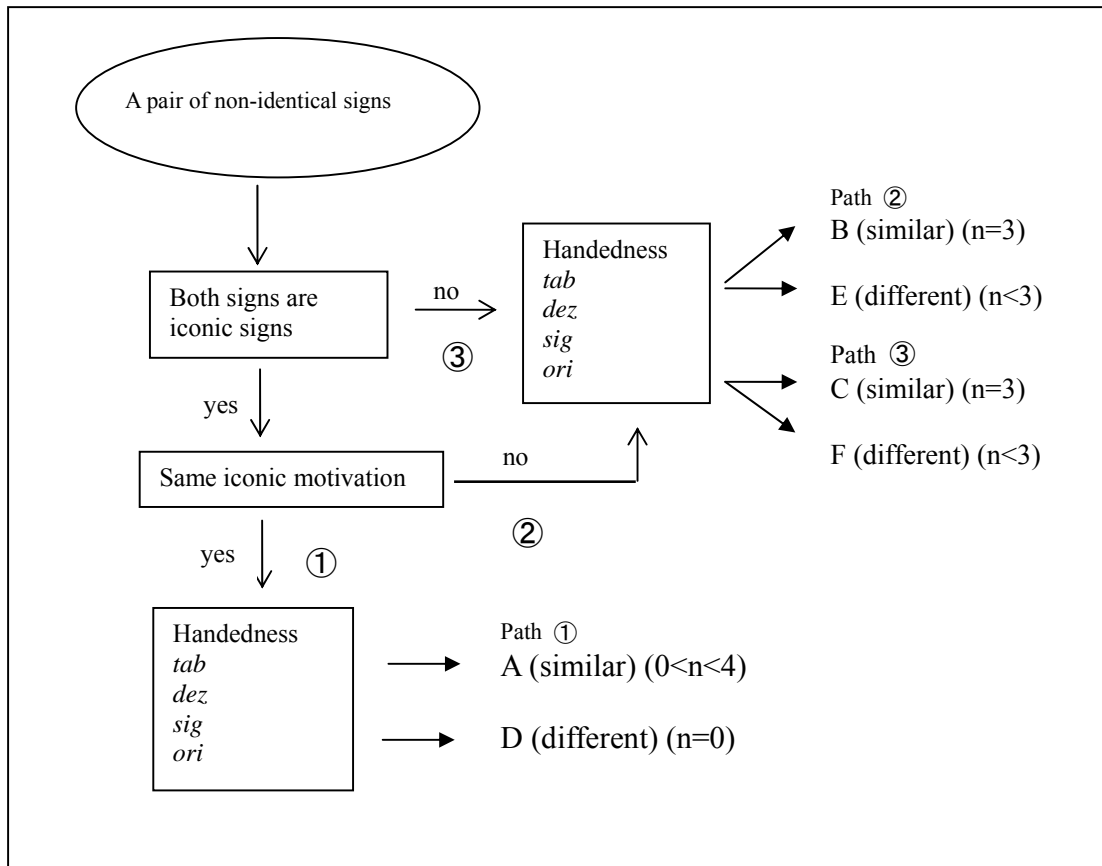 A pair of non-identical signs
Both signs are
iconic signs
no
③
yes
Same iconic motivation
no
②
yes
①
Handedness
tab
dez
sig
ori
Path ②
B (similar) (n=3)
E (different) (n<3)
Path ③
C (similar) (n=3)
F (different) (n<3)
Handedness
tab
dez
sig
ori
Path ①
A (similar) (0<n<4)
D (different) (n=0)